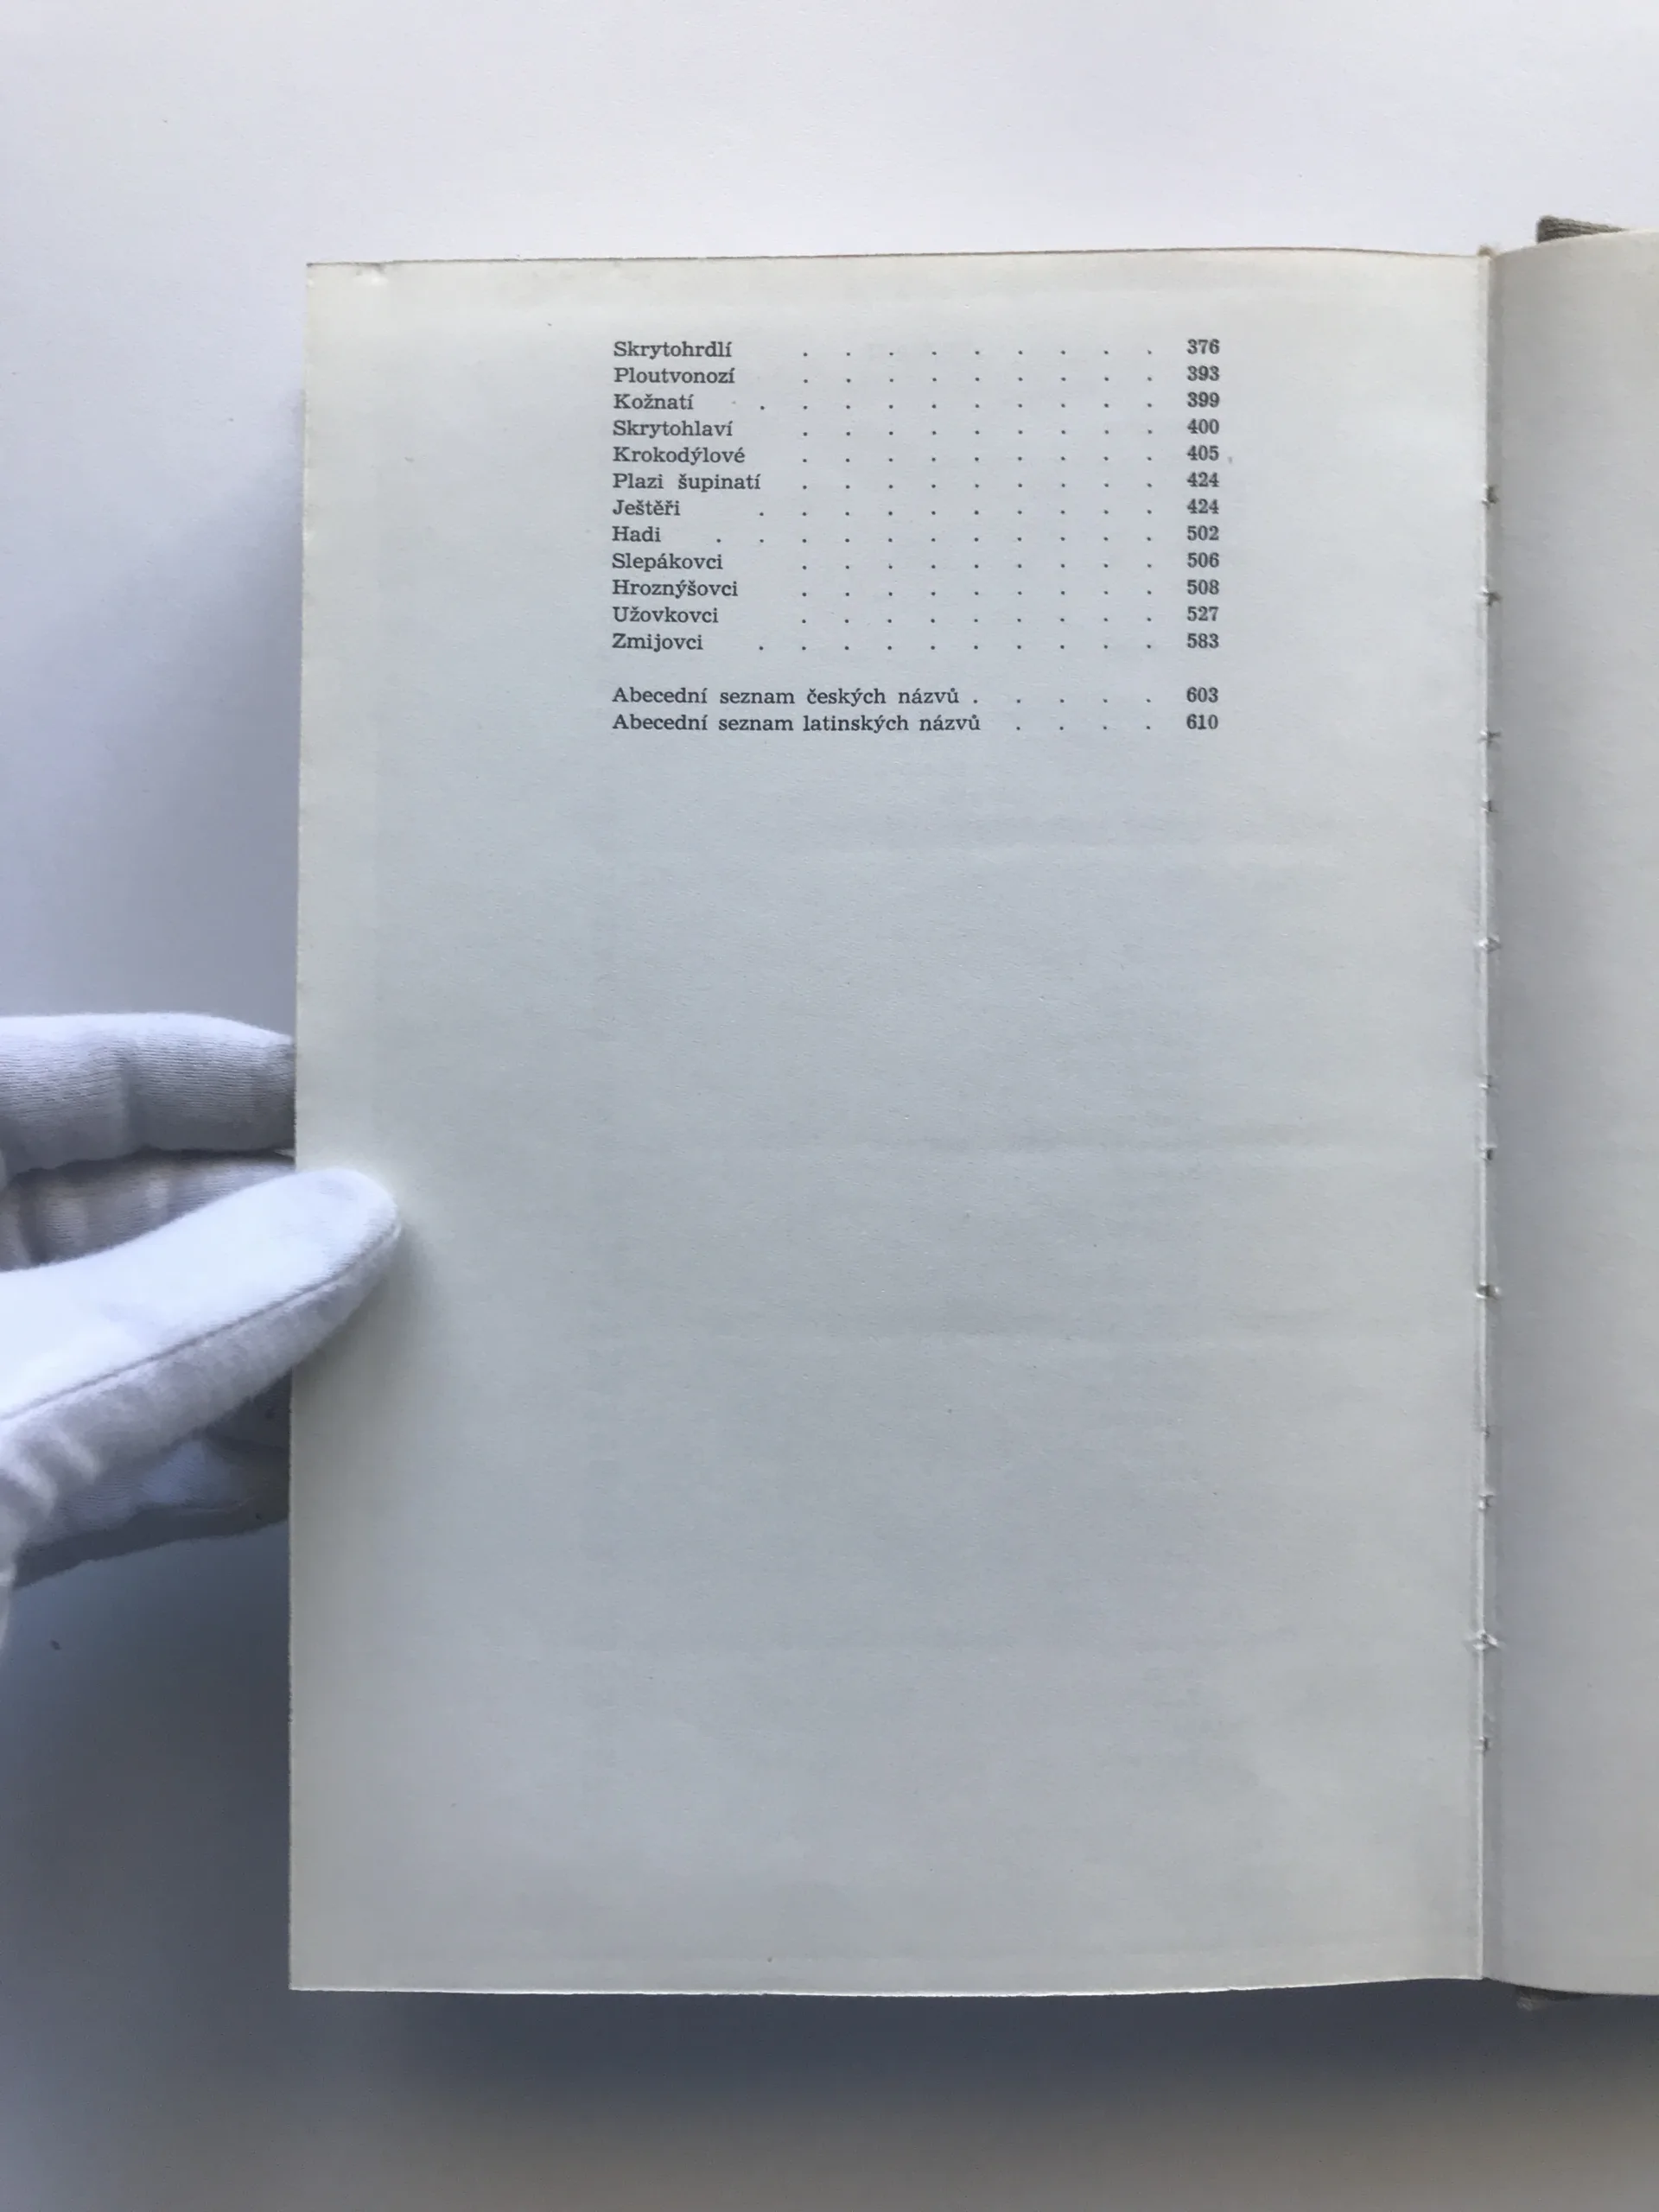 Skrytohrdlí . . . . . . . . . 376
Ploutvonozí . . . . . . . . . 393
Kožnatí . . . . . . . . . . 399
Skrytohlaví . . . . . . . . . 400
Krokodýlové . . . . . . . . . 405
Plazi šupinatí . . . . . . . . . 424
Ještěři . . . . . . . . . . 424
Hadi . . . . . . . . . . . 502
Slepákovci . . . . . . . . . 506
Hroznýšovci . . . . . . . . . 508
Užovkovci . . . . . . . . . 527
Zmijovci . . . . . . . . . . 583
Abecední seznam českých názvů . . . . . 603
Abecední seznam latinských názvů . . . . 610